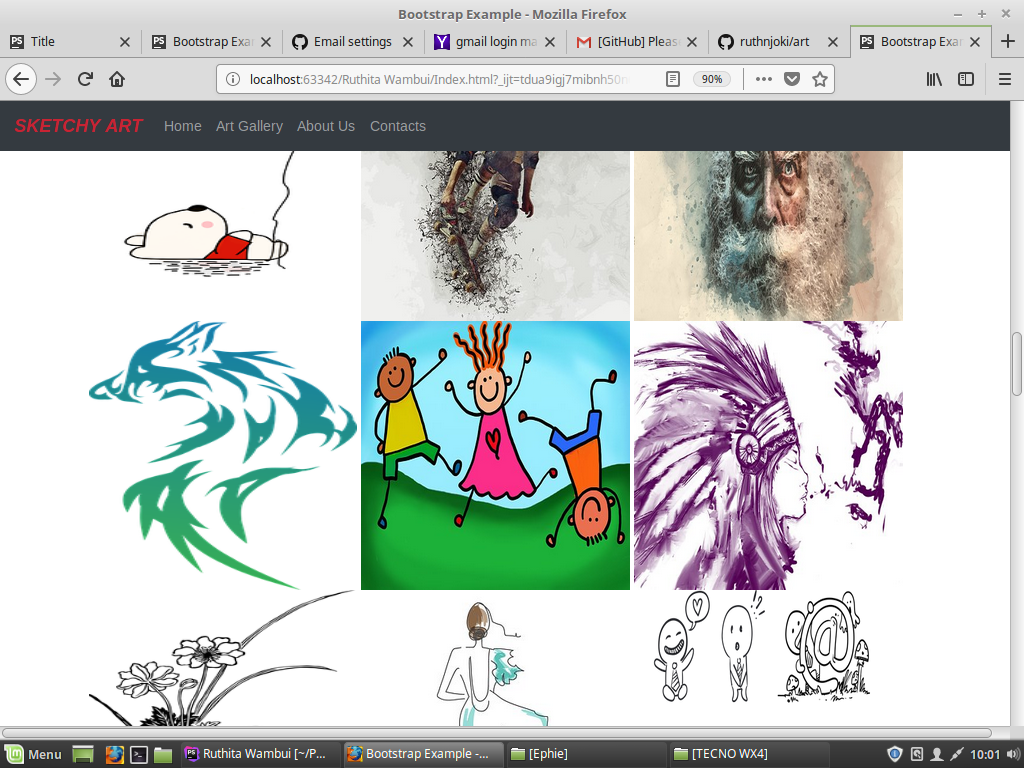 Bootstrap Example - Mozilla Firefox
Title
Bootstrap Exa
Email settings
gmail login ma
[GitHub] Pleas
ruthnjoki/art
Bootstrap Exa
localhost:63342/Ruthita Wambui/Index.html?_ijt=tdua9igj7mibnh50
90%
SKETCHY ART
Home
Art Gallery
About Us
Contacts
@
Menu
Ruthita Wambui [~/P...
Bootstrap Example -...
[Ephie]
[TECNO WX4]
10:01